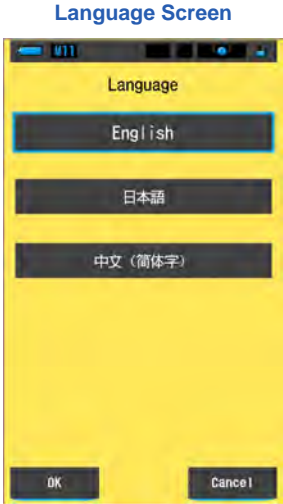 Language Screen
M11
Language
English
日本語
中文（简体字）
OK Cancel